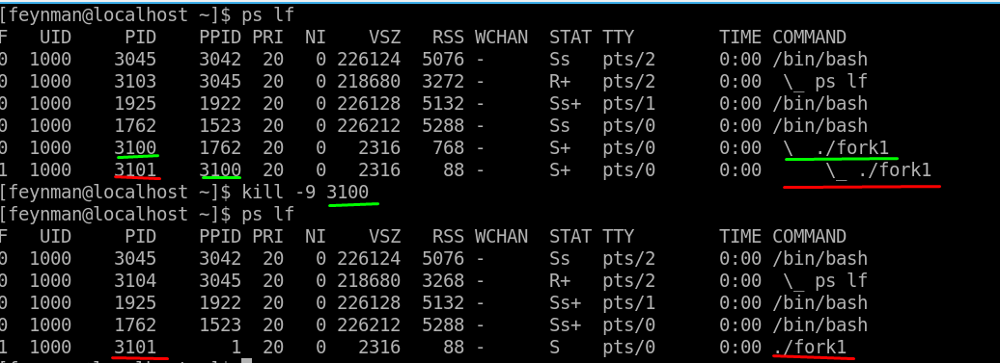 [feynman@localhost ~]$ ps lf
F UID PID PPID PRI NI VSZ RSS WCHAN STAT TTY TIME COMMAND
0 1000 3045 3042 20 0 226124 5076 - Ss pts/2 0:00 /bin/bash
0 1000 3103 3045 20 0 218680 3272 - R+ pts/2 0:00 \_ ps lf
0 1000 1925 1922 20 0 226128 5132 - Ss+ pts/1 0:00 /bin/bash
0 1000 1762 1523 20 0 226212 5288 - Ss pts/0 0:00 /bin/bash
0 1000 3100 1762 20 0 2316 768 - S+ pts/0 0:00 \_ ./fork1
1 1000 3101 3100 20 0 2316 88 - S+ pts/0 0:00 \_ ./fork1
[feynman@localhost ~]$ kill -9 3100
[feynman@localhost ~]$ ps lf
F UID PID PPID PRI NI VSZ RSS WCHAN STAT TTY TIME COMMAND
0 1000 3045 3042 20 0 226124 5076 - Ss pts/2 0:00 /bin/bash
0 1000 3104 3045 20 0 218680 3268 - R+ pts/2 0:00 \_ ps lf
0 1000 1925 1922 20 0 226128 5132 - Ss+ pts/1 0:00 /bin/bash
0 1000 1762 1523 20 0 226212 5288 - Ss+ pts/0 0:00 /bin/bash
1 1000 3101 1 20 0 2316 88 - S pts/0 0:00 ./fork1